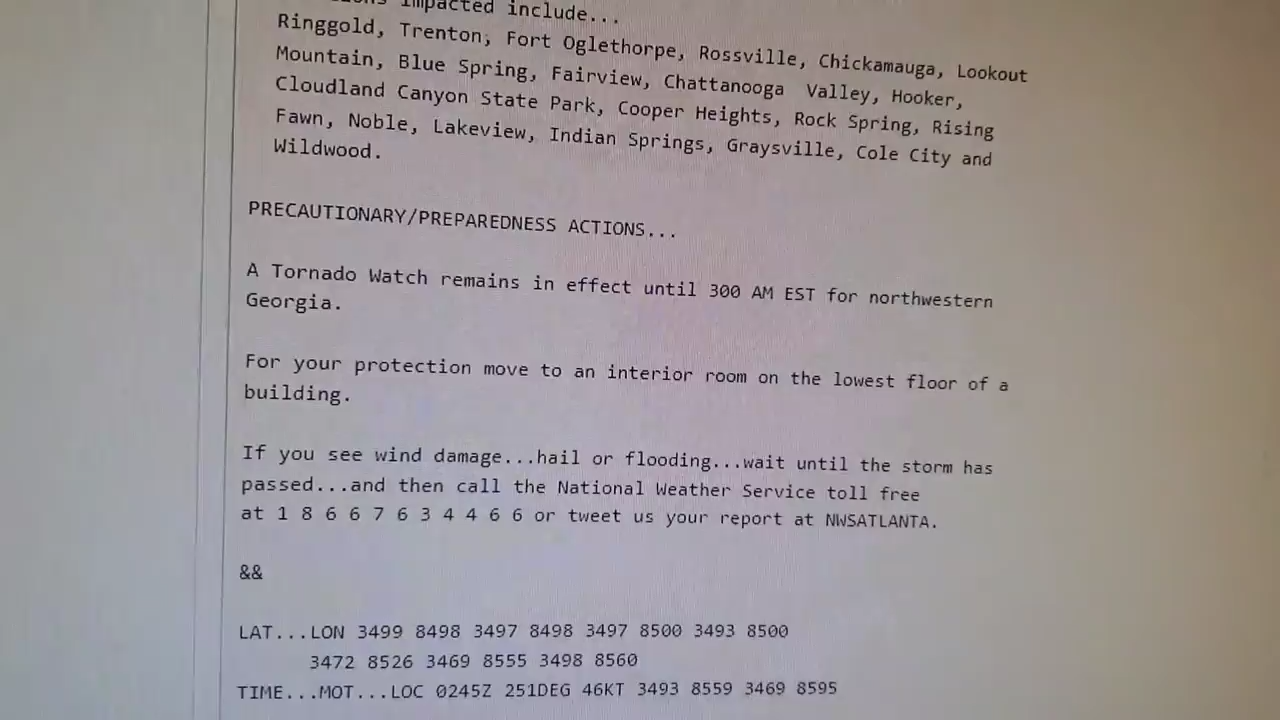 impacted include...
Ringgold, Trenton, Fort Oglethorpe, Rossville, Chickamauga, Lookout
Mountain, Blue Spring, Fairview, Chattanooga  Valley, Hooker,
Cloudland Canyon State Park, Cooper Heights, Rock Spring, Rising
Fawn, Noble, Lakeview, Indian Springs, Graysville, Cole City and
Wildwood.
PRECAUTIONARY/PREPAREDNESS ACTIONS...
A Tornado Watch remains in effect until 300 AM EST for northwestern
Georgia.
For your protection move to an interior room on the lowest floor of a
building.
If you see wind damage...hail or flooding...wait until the storm has
passed...and then call the National Weather Service toll free
at 1 8 6 6 7 6 3 4 4 6 6 or tweet us your report at NWSATLANTA.
&&
LAT...LON 3499 8498 3497 8498 3497 8500 3493 8500
3472 8526 3469 8555 3498 8560
TIME...MOT...LOC 0245Z 251DEG 46KT 3493 8559 3469 8595